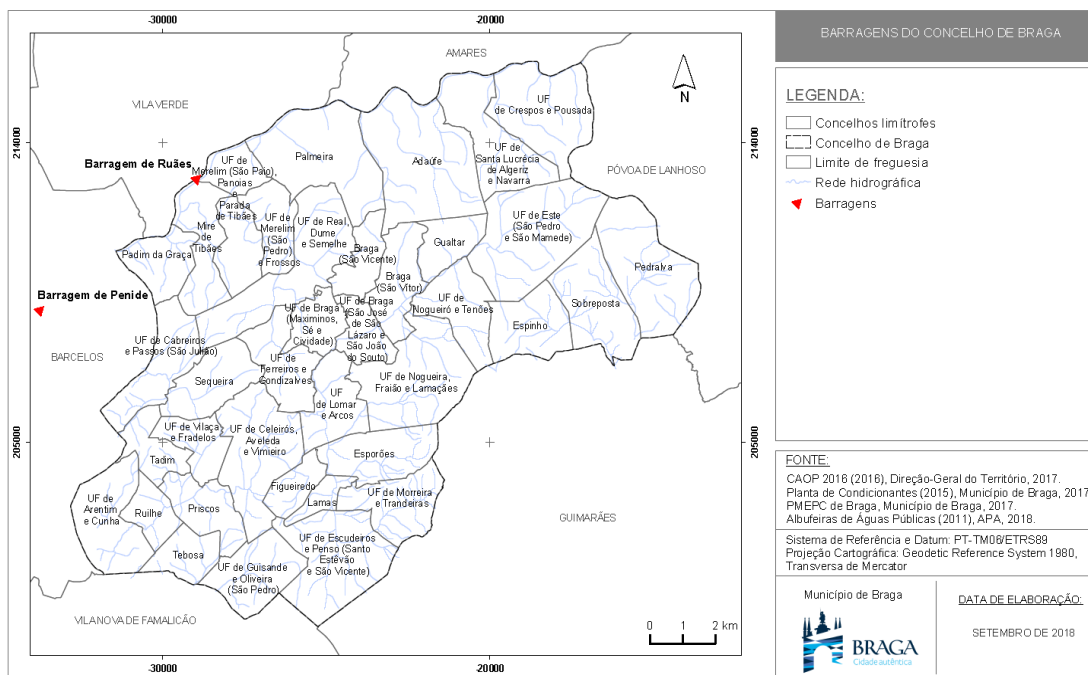 -30000
-20000
BARRAGENS DO CONCELHO DE BRAGA
AMARES
N
VILA VERDE
UF
de Crespos e Pousada
214000
214000
Barragem de Ruães
UF de
Merelim (São Paio),
Panoias
e
Parada
de Tibães
Palmeira
Adaúfe
UF de
Santa Lucrécia
de Algeriz
e Navarra
PÓVOA DE LANHOSO
Mire
de
Tibães
UF de
Merelim
(São
Pedro) e
Frossos
UF de Real,
Dume
e Semelhe
Braga
(São Vicente)
Gualtar
UF de Este
(São Pedro
e São Mamede)
Padim da Graça
Braga
(São Vítor)
Pedralva
Barragem de Penide
UF de Braga
(Maximinos,
Sé e
Cividade)
UF de Braga
(São José
de São
Lázaro e
São João
do Souto)
UF de
Nogueiró e Tenões
Sobreposta
Espinho
UF de Cabreiros
e Passos (São Julião)
BARCELOS
Sequeira
UF de
Ferreiros e
Gondizalves
UF
de Lomar
e Arcos
UF de Nogueira,
Fraião e Lamaçães
UF de Vilaça
e Fradelos
UF de Celeirós,
Aveleda
e Vimieiro
205000
205000
Tadim
Esporões
UF de
Arentim
e Cunha
Ruilhe
Priscos
Figueiredo
Lamas
UF de Morreira
e Trandeiras
GUIMARÃES
Tebosa
UF de Escudeiros
e Penso (Santo
Estêvão
e São Vicente)
UF de Guisande
e Oliveira
(São Pedro)
VILA NOVA DE FAMALICÃO
0 1 2 km
-30000
-20000
LEGENDA:
Concelhos limítrofes
Concelho de Braga
Limite de freguesia
Rede hidrográfica
Barragens
FONTE:
CAOP 2016 (2016), Direção-Geral do Território, 2017.
Planta de Condicionantes (2015), Município de Braga, 2017
PMEPC de Braga, Município de Braga, 2017.
Albufeiras de Águas Públicas (2011), APA, 2018.
Sistema de Referência e Datum: PT-TM06/ETRS89
Projeção Cartográfica: Geodetic Reference System 1980,
Transversa de Mercator
Município de Braga
BRAGA
Cidade autêntica
DATA DE ELABORAÇÃO:
SETEMBRO DE 2018